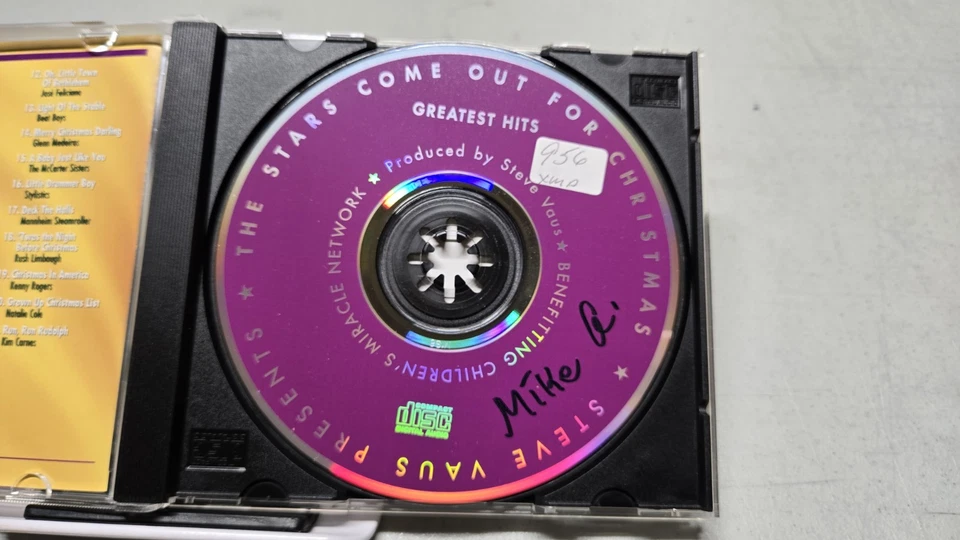 12. Oh, Little Town
Of Bethlehem
José Feliciano
13. Light Of The Stable
Beat Boys
14. Merry Christmas Darling
Glenn Medeiros
15. A Baby Just Like You
The McCarter Sisters
16. Little Drummer Boy
Stylistics
17. Deck The Halls
Mannheim Steamroller
18. 'Twas the Night
Before Christmas
Rush Limbaugh
19. Christmas In America
Kenny Rogers
Grown Up Christmas List
Natalie Cole
Run, Run Rudolph
Kim Carnes
STEVE VAUS PRESENTS ★ THE STARS COME OUT FOR CHRISTMAS ★
GREATEST HITS
Produced by Steve Vaus ★ BENEFITTING CHILDREN'S MIRACLE NETWORK ★
956
xmas
Mike G.
COMPACT
disc
DIGITAL AUDIO